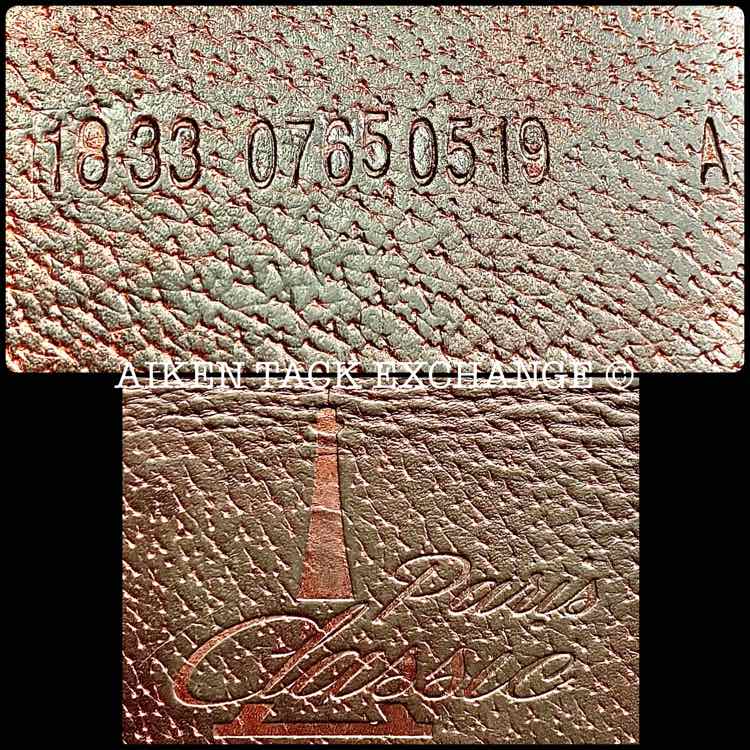 1833 07650519 A
AIKEN TACK EXCHANGE ©
Paris
Classic